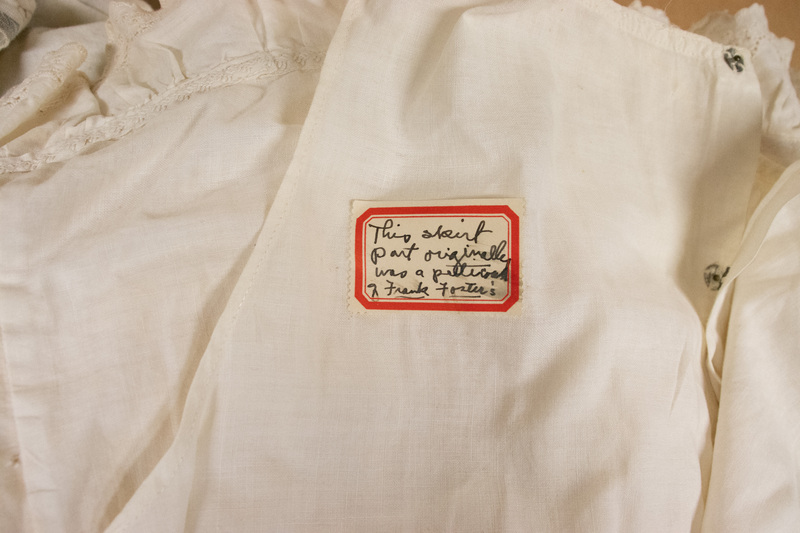 This skirt
part originally
was a petticoat
of Frank Foster's